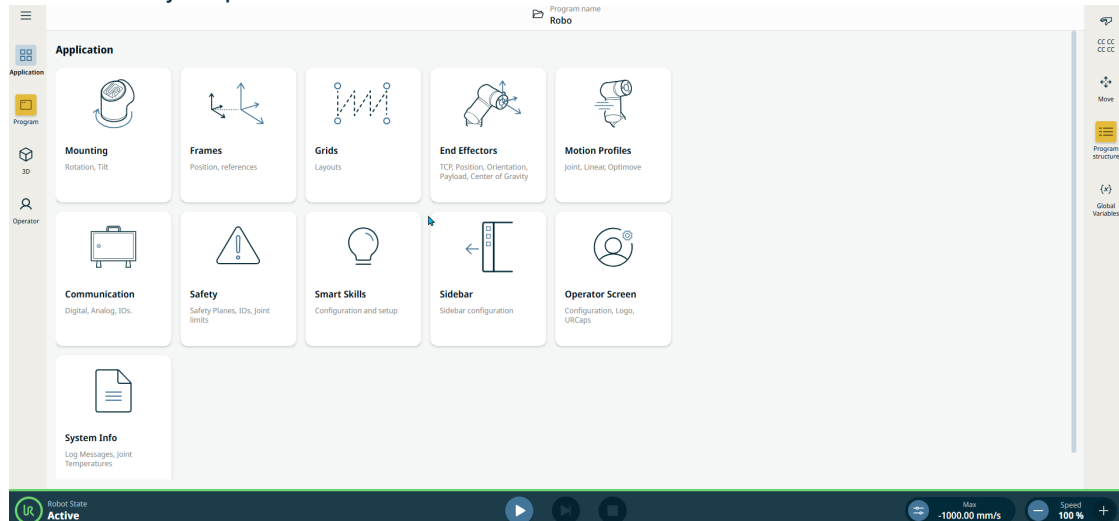 Program name
Robo
Application
Program
3D
Operator
Application
Mounting
Rotation, Tilt
Frames
Position, references
Grids
Layouts
End Effectors
TCP, Position, Orientation,
Payload, Center of Gravity
Motion Profiles
Joint, Linear, Optimove
Communication
Digital, Analog, IOs.
Safety
Safety Planes, IOs, Joint
limits
Smart Skills
Configuration and setup
Sidebar
Sidebar configuration
Operator Screen
Configuration, Logo,
URCaps
System Info
Log Messages, Joint
Temperatures
CC CC
CC CC
Move
Program
structure
{x}
Global
Variables
UR
Robot State
Active
Max
-1000.00 mm/s
Speed
100 %